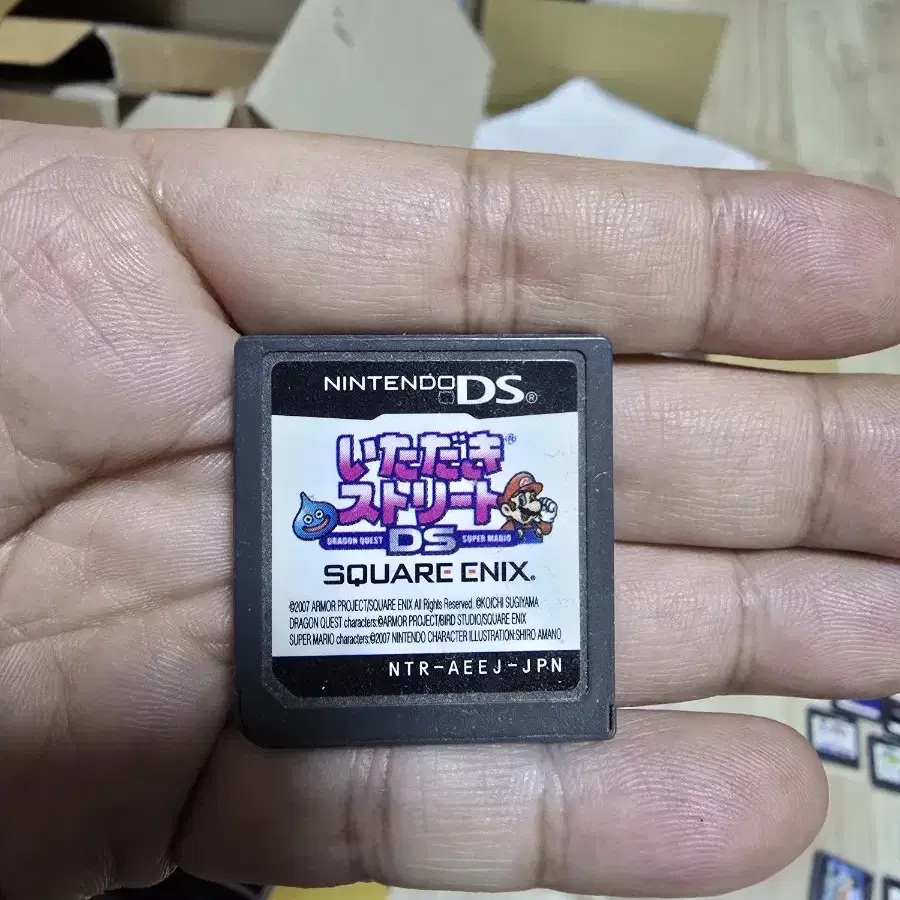 NINTENDO DS®
いただき®
ストリート
DRAGON QUEST DS SUPER MARIO
SQUARE ENIX®
©2007 ARMOR PROJECT/SQUARE ENIX All Rights Reserved. ©KOICHI SUGIYAMA
DRAGON QUEST characters:©ARMOR PROJECT/BIRD STUDIO/SQUARE ENIX
SUPER MARIO characters:©2007 NINTENDO CHARACTER ILLUSTRATION:SHIRO AMANO
NTR-AEEJ-JPN